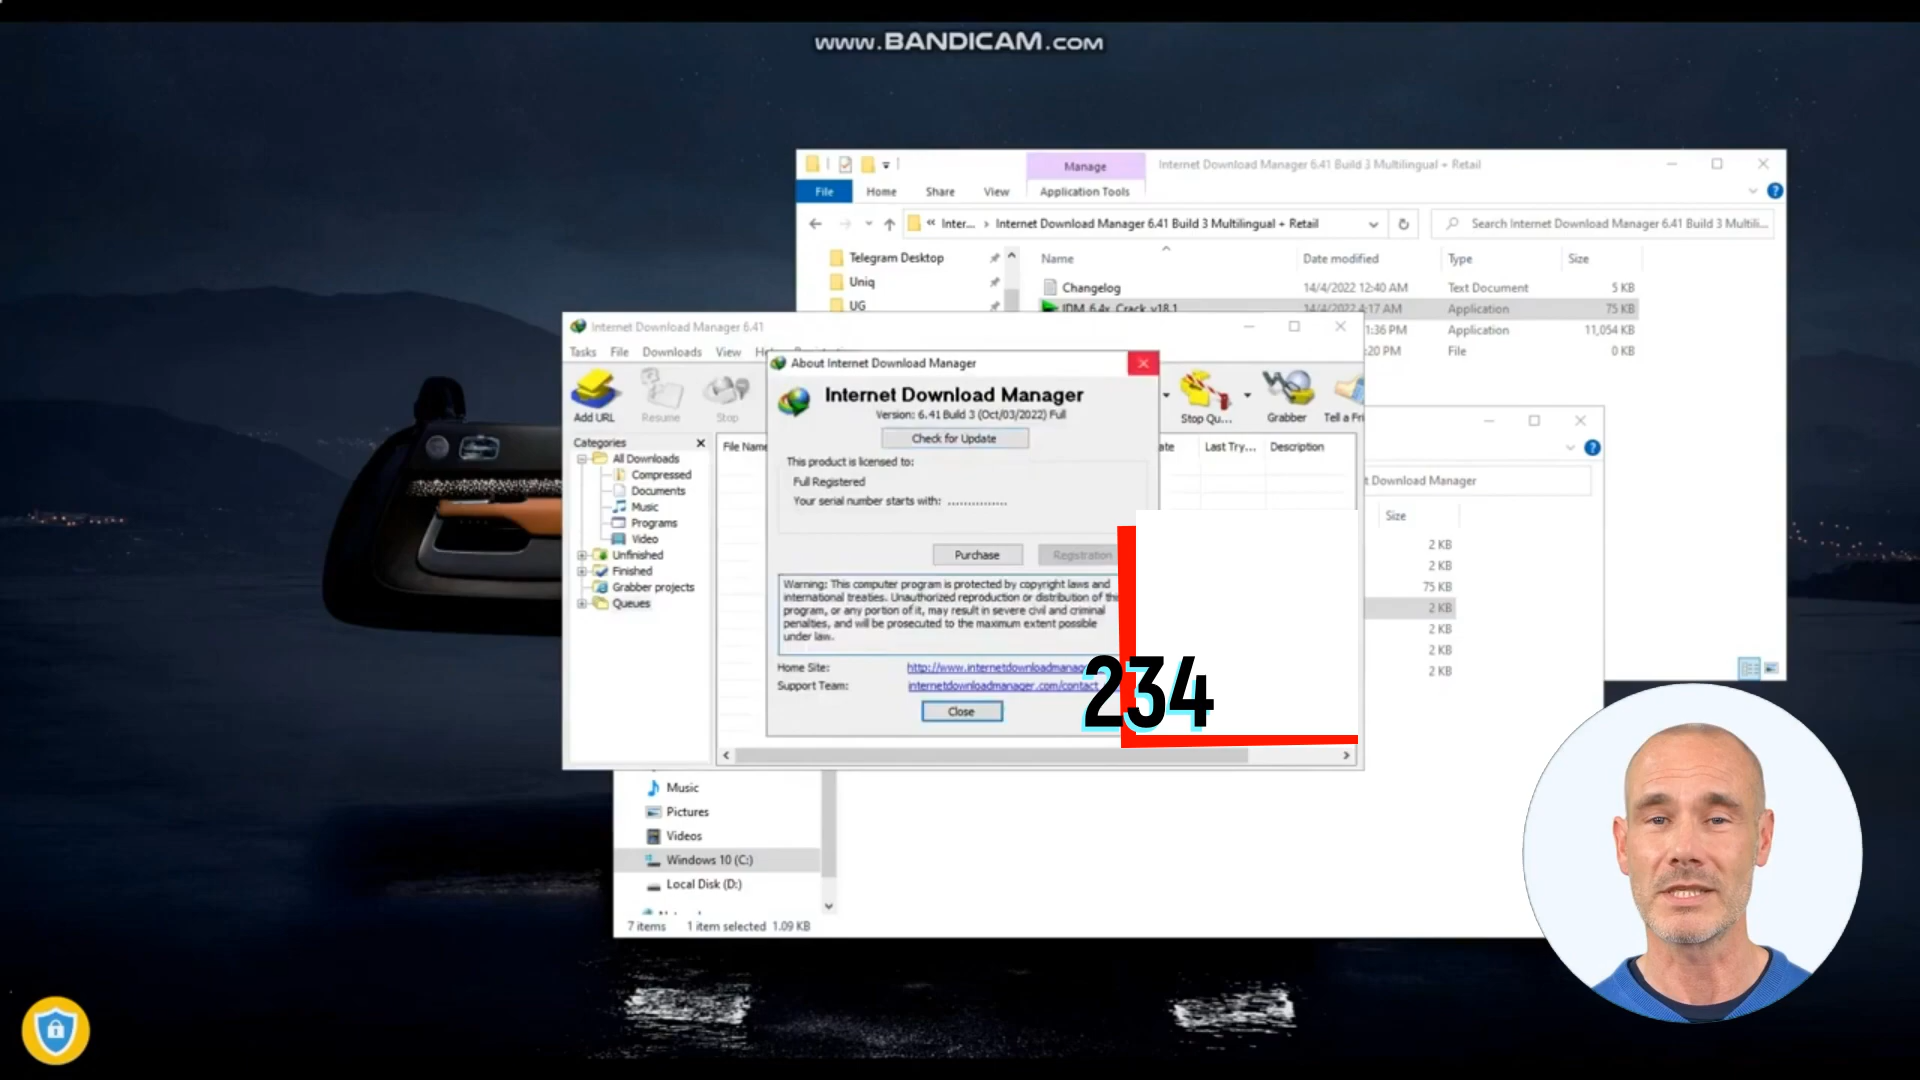 www.BANDICAM.com
Manage
Internet Download Manager 6.41 Build 3 Multilingual + Retail
File
Home
Share
View
Application Tools
« Inter... › Internet Download Manager 6.41 Build 3 Multilingual + Retail
Search Internet Download Manager 6.41 Build 3 Multili...
Telegram Desktop
Uniq
UG
Name
Date modified
Type
Size
Changelog
14/4/2022 12:40 AM
Text Document
5 KB
IDM_6.4x_Crack_v18.1
14/4/2022 4:17 AM
Application
75 KB
1:36 PM
Application
11,054 KB
:20 PM
File
0 KB
Internet Download Manager 6.41
Tasks
File
Downloads
View
Add URL
Resume
Stop
Stop Qu...
Grabber
Tell a Fri
Categories
All Downloads
Compressed
Documents
Music
Programs
Video
Unfinished
Finished
Grabber projects
Queues
File Name
ate
Last Try...
Description
About Internet Download Manager
Internet Download Manager
Version: 6.41 Build 3 (Oct/03/2022) Full
Check for Update
This product is licensed to:
Full Registered
Your serial number starts with: ...............
Purchase
Registration
Warning: This computer program is protected by copyright laws and
international treaties. Unauthorized reproduction or distribution of this
program, or any portion of it, may result in severe civil and criminal
penalties, and will be prosecuted to the maximum extent possible
under law.
Home Site:
http://www.internetdownloadmanag
Support Team:
internetdownloadmanager.com/contact
Close
234
t Download Manager
Size
2 KB
2 KB
75 KB
2 KB
2 KB
2 KB
2 KB
Music
Pictures
Videos
Windows 10 (C:)
Local Disk (D:)
7 items
1 item selected 1.09 KB